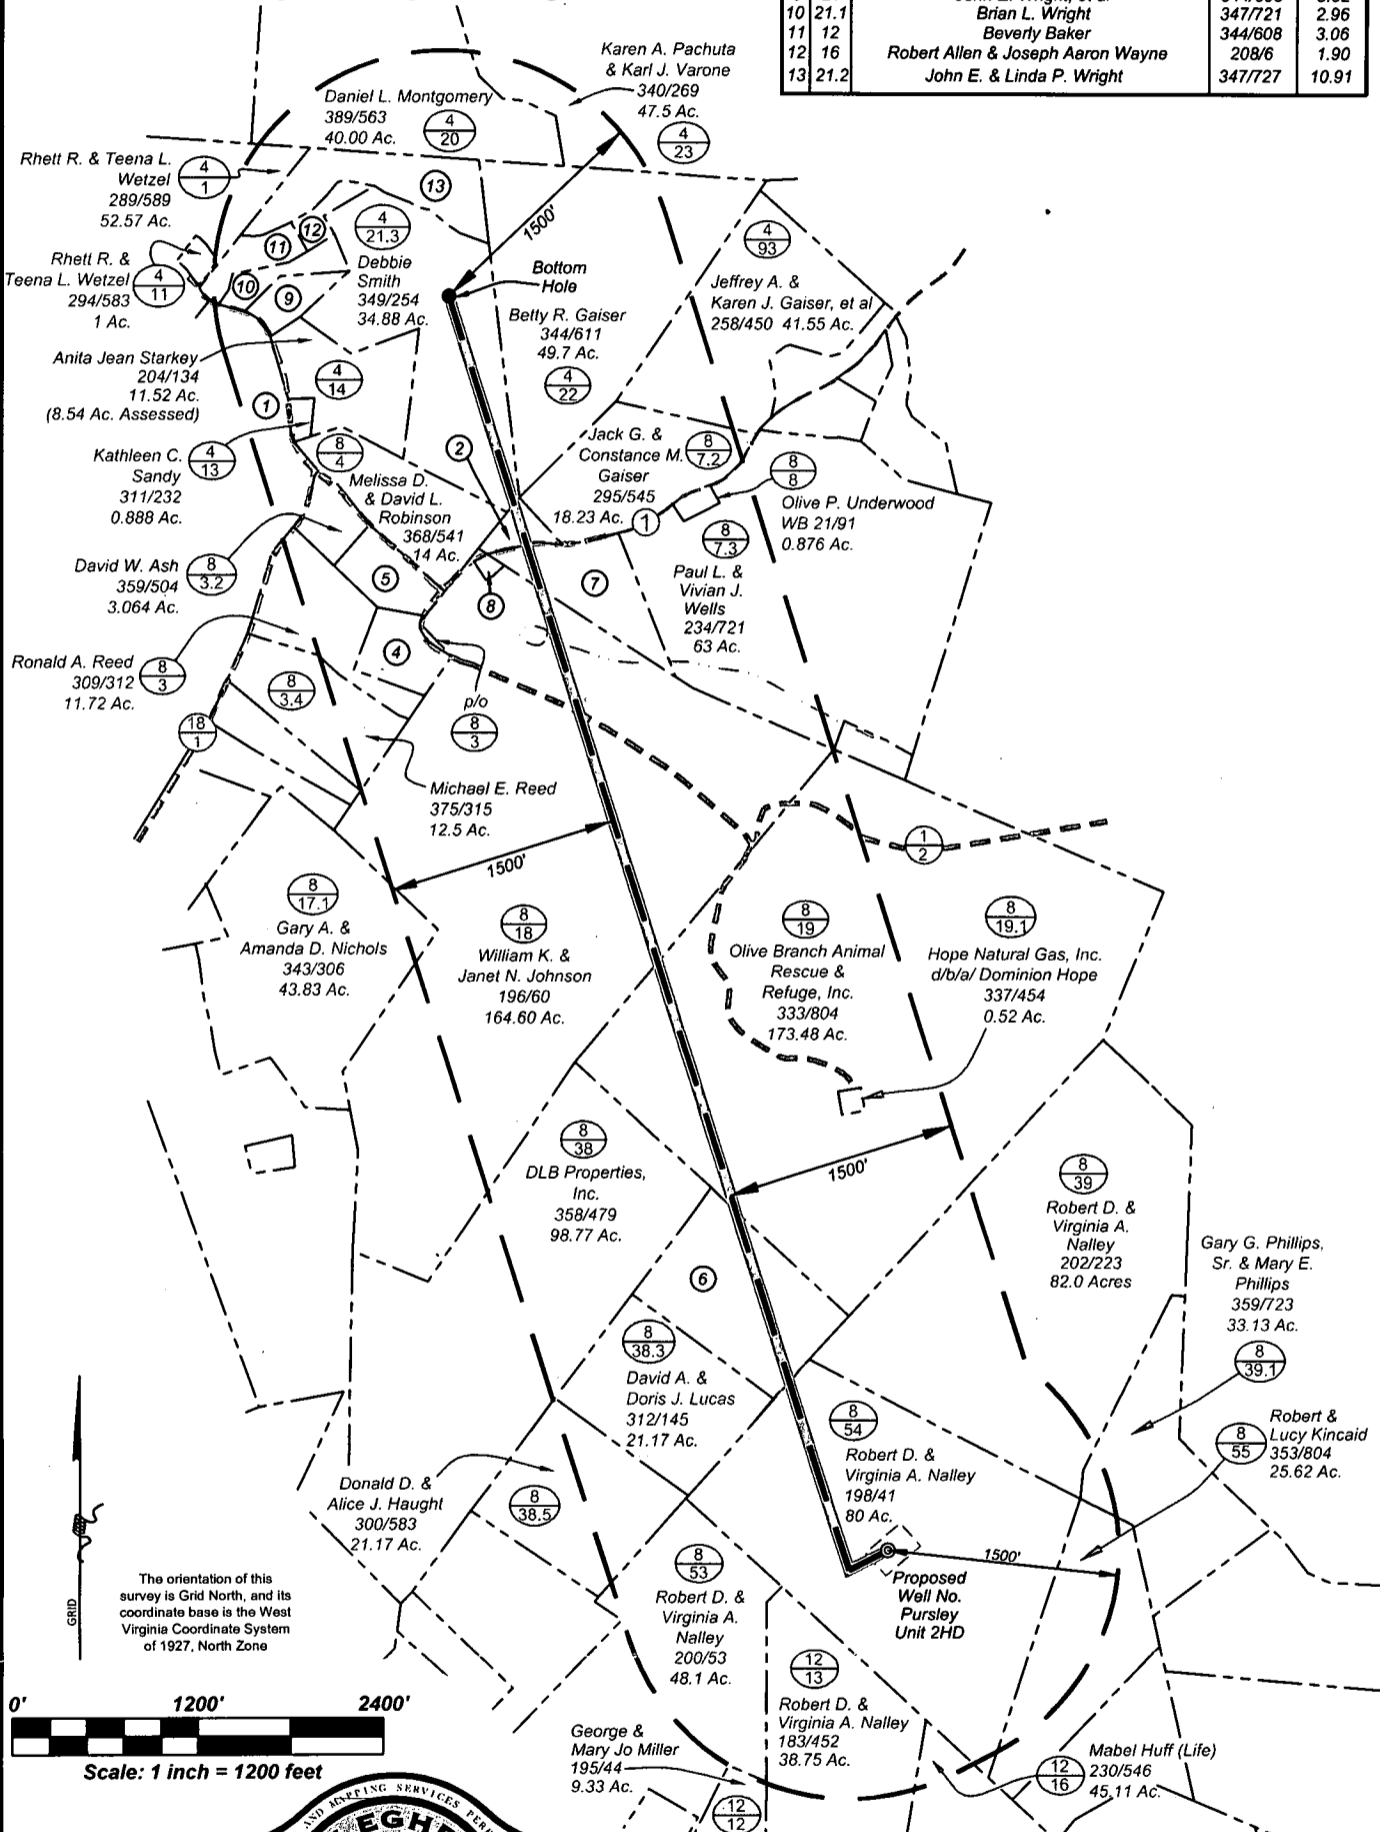 10 21.1 Brian L. Wright 347/721 2.96
11 12 Beverly Baker 344/608 3.06
12 16 Robert Allen & Joseph Aaron Wayne 208/6 1.90
13 21.2 John E. & Linda P. Wright 347/727 10.91
Karen A. Pachuta
& Karl J. Varone
340/269
47.5 Ac.
4
23
Daniel L. Montgomery
389/563
40.00 Ac.
4
20
Rhett R. & Teena L.
Wetzel
289/589
52.57 Ac.
4
1
13
12
11
10
9
4
21.3
Debbie
Smith
349/254
34.88 Ac.
1500'
Bottom
Hole
4
93
Jeffrey A. &
Karen J. Gaiser, et al
258/450 41.55 Ac.
Rhett R. &
Teena L. Wetzel
294/583
1 Ac.
4
11
Betty R. Gaiser
344/611
49.7 Ac.
4
22
Anita Jean Starkey
204/134
11.52 Ac.
(8.54 Ac. Assessed)
4
14
1
2
Kathleen C.
Sandy
311/232
0.888 Ac.
4
13
8
4
Melissa D.
& David L.
Robinson
368/541
14 Ac.
Jack G. &
Constance M.
Gaiser
295/545
18.23 Ac.
8
7.2
1
8
8
Olive P. Underwood
WB 21/91
0.876 Ac.
8
7.3
Paul L. &
Vivian J.
Wells
234/721
63 Ac.
David W. Ash
359/504
3.064 Ac.
8
3.2
5
8
7
4
Ronald A. Reed
309/312
11.72 Ac.
8
3
8
3.4
p/o
8
3
18
1
Michael E. Reed
375/315
12.5 Ac.
1500'
1
2
8
17.1
Gary A. &
Amanda D. Nichols
343/306
43.83 Ac.
8
18
William K. &
Janet N. Johnson
196/60
164.60 Ac.
8
19
Olive Branch Animal
Rescue &
Refuge, Inc.
333/804
173.48 Ac.
8
19.1
Hope Natural Gas, Inc.
d/b/a/ Dominion Hope
337/454
0.52 Ac.
8
38
DLB Properties,
Inc.
358/479
98.77 Ac.
1500'
8
39
Robert D. &
Virginia A.
Nalley
202/223
82.0 Acres
Gary G. Phillips,
Sr. & Mary E.
Phillips
359/723
33.13 Ac.
8
39.1
6
8
38.3
David A. &
Doris J. Lucas
312/145
21.17 Ac.
8
54
Robert D. &
Virginia A. Nalley
198/41
80 Ac.
8
55
Robert &
Lucy Kincaid
353/804
25.62 Ac.
Donald D. &
Alice J. Haught
300/583
21.17 Ac.
8
38.5
1500'
Proposed
Well No.
Pursley
Unit 2HD
8
53
Robert D. &
Virginia A.
Nalley
200/53
48.1 Ac.
GRID
The orientation of this
survey is Grid North, and its
coordinate base is the West
Virginia Coordinate System
of 1927, North Zone
12
13
Robert D. &
Virginia A. Nalley
183/452
38.75 Ac.
George &
Mary Jo Miller
195/44
9.33 Ac.
12
12
12
16
Mabel Huff (Life)
230/546
45.11 Ac.
0' 1200' 2400'
Scale: 1 inch = 1200 feet
AND MAPPING SERVICES